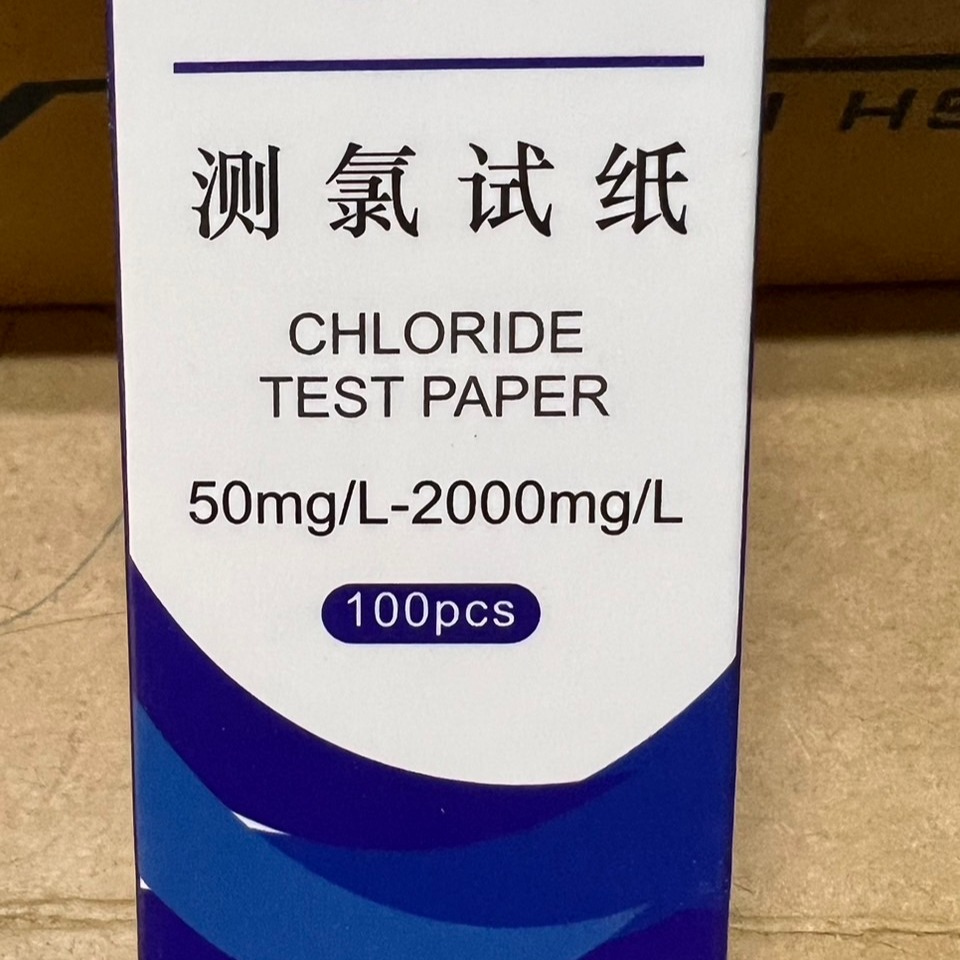 测氯试纸
CHLORIDE
TEST PAPER
50mg/L-2000mg/L
100pcs